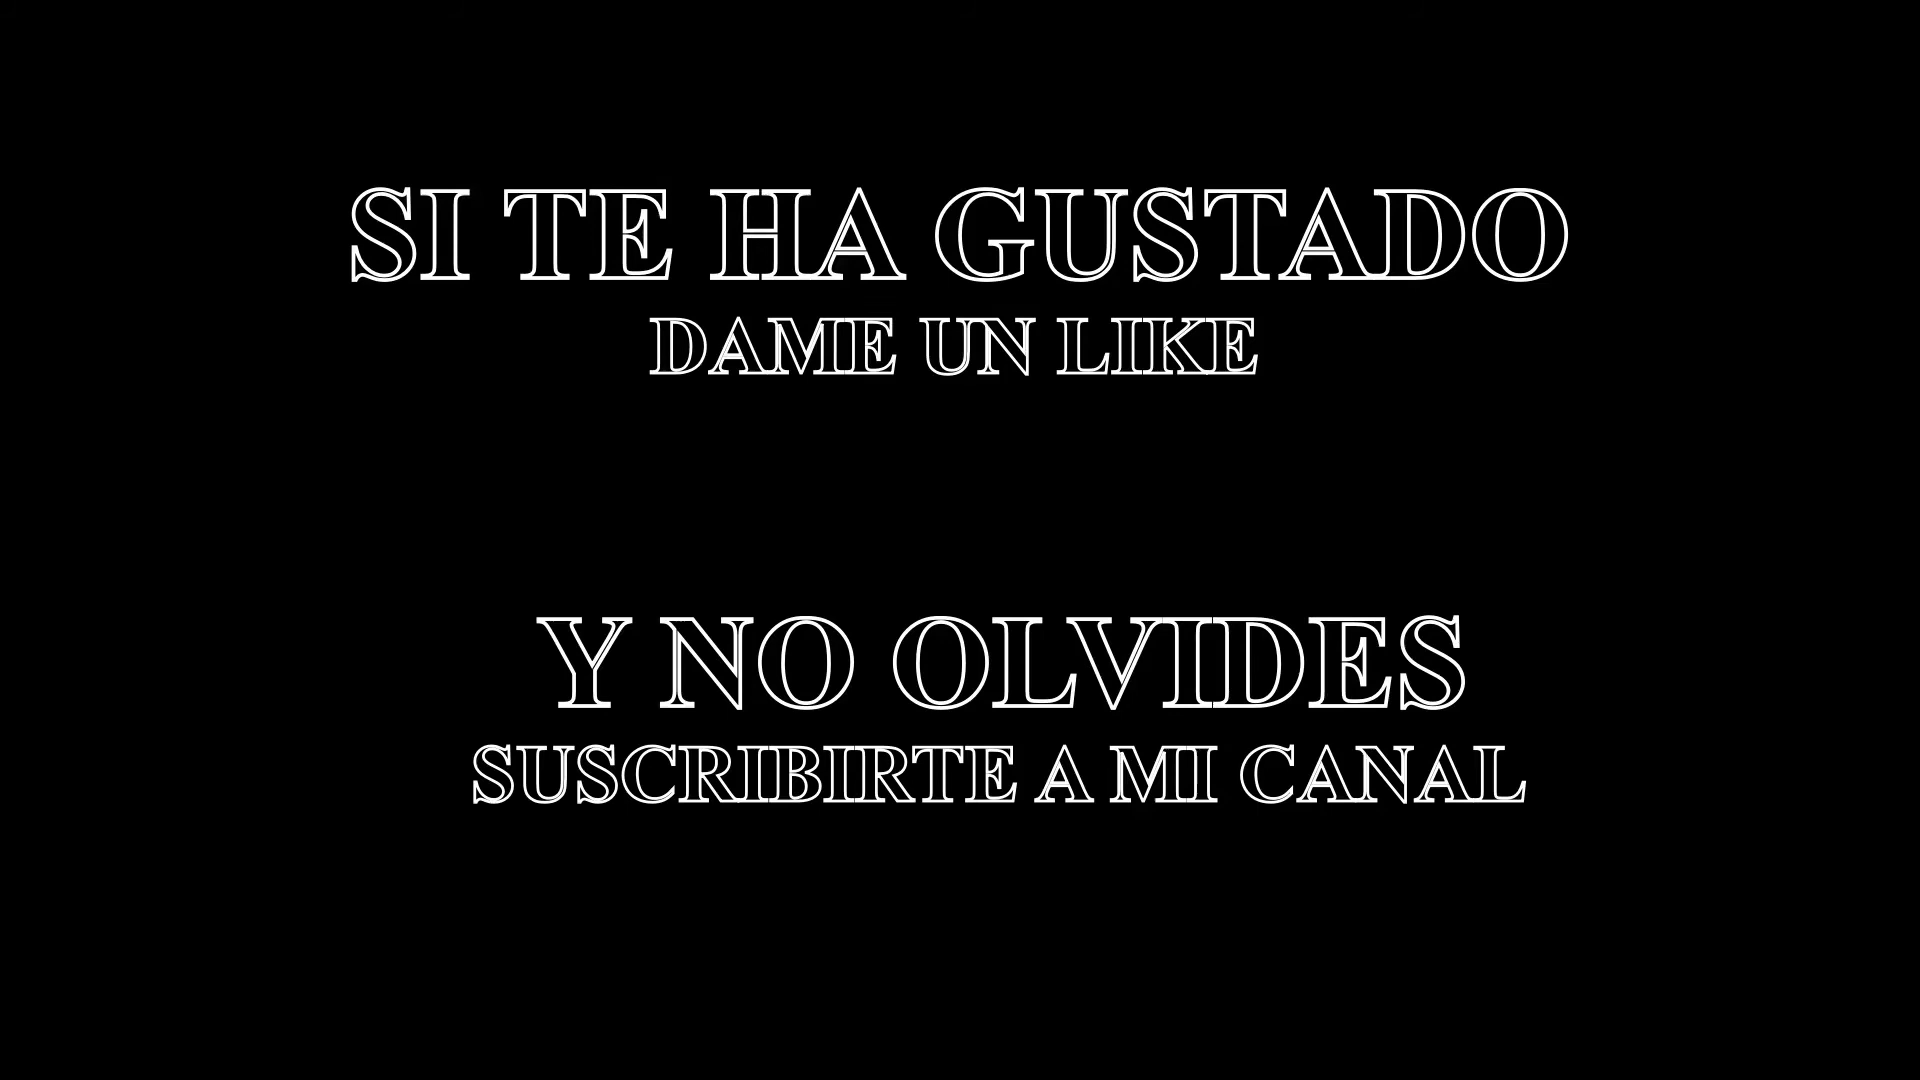 SI TE HA GUSTADO
DAME UN LIKE
Y NO OLVIDES
SUSCRIBIRTE A MI CANAL